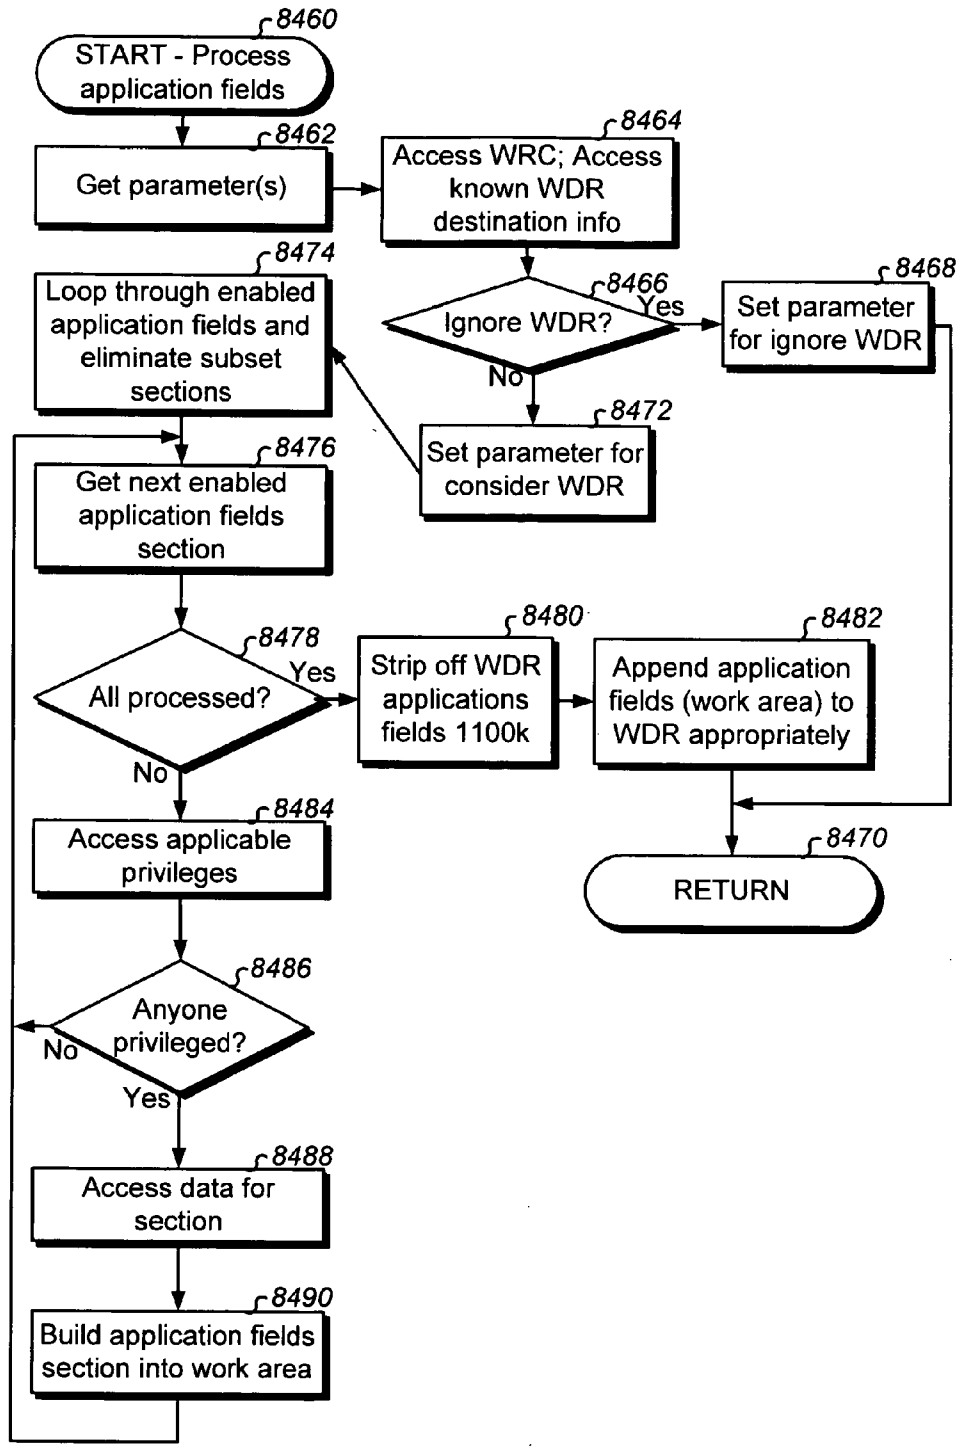 8460
START - Process
application fields
8462
Get parameter(s)
8464
Access WRC; Access
known WDR
destination info
8466
Ignore WDR?
Yes
No
8468
Set parameter
for ignore WDR
8472
Set parameter for
consider WDR
8474
Loop through enabled
application fields and
eliminate subset
sections
8476
Get next enabled
application fields
section
8478
All processed?
Yes
No
8480
Strip off WDR
applications
fields 1100k
8482
Append application
fields (work area) to
WDR appropriately
8470
RETURN
8484
Access applicable
privileges
8486
Anyone
privileged?
No
Yes
8488
Access data for
section
8490
Build application fields
section into work area